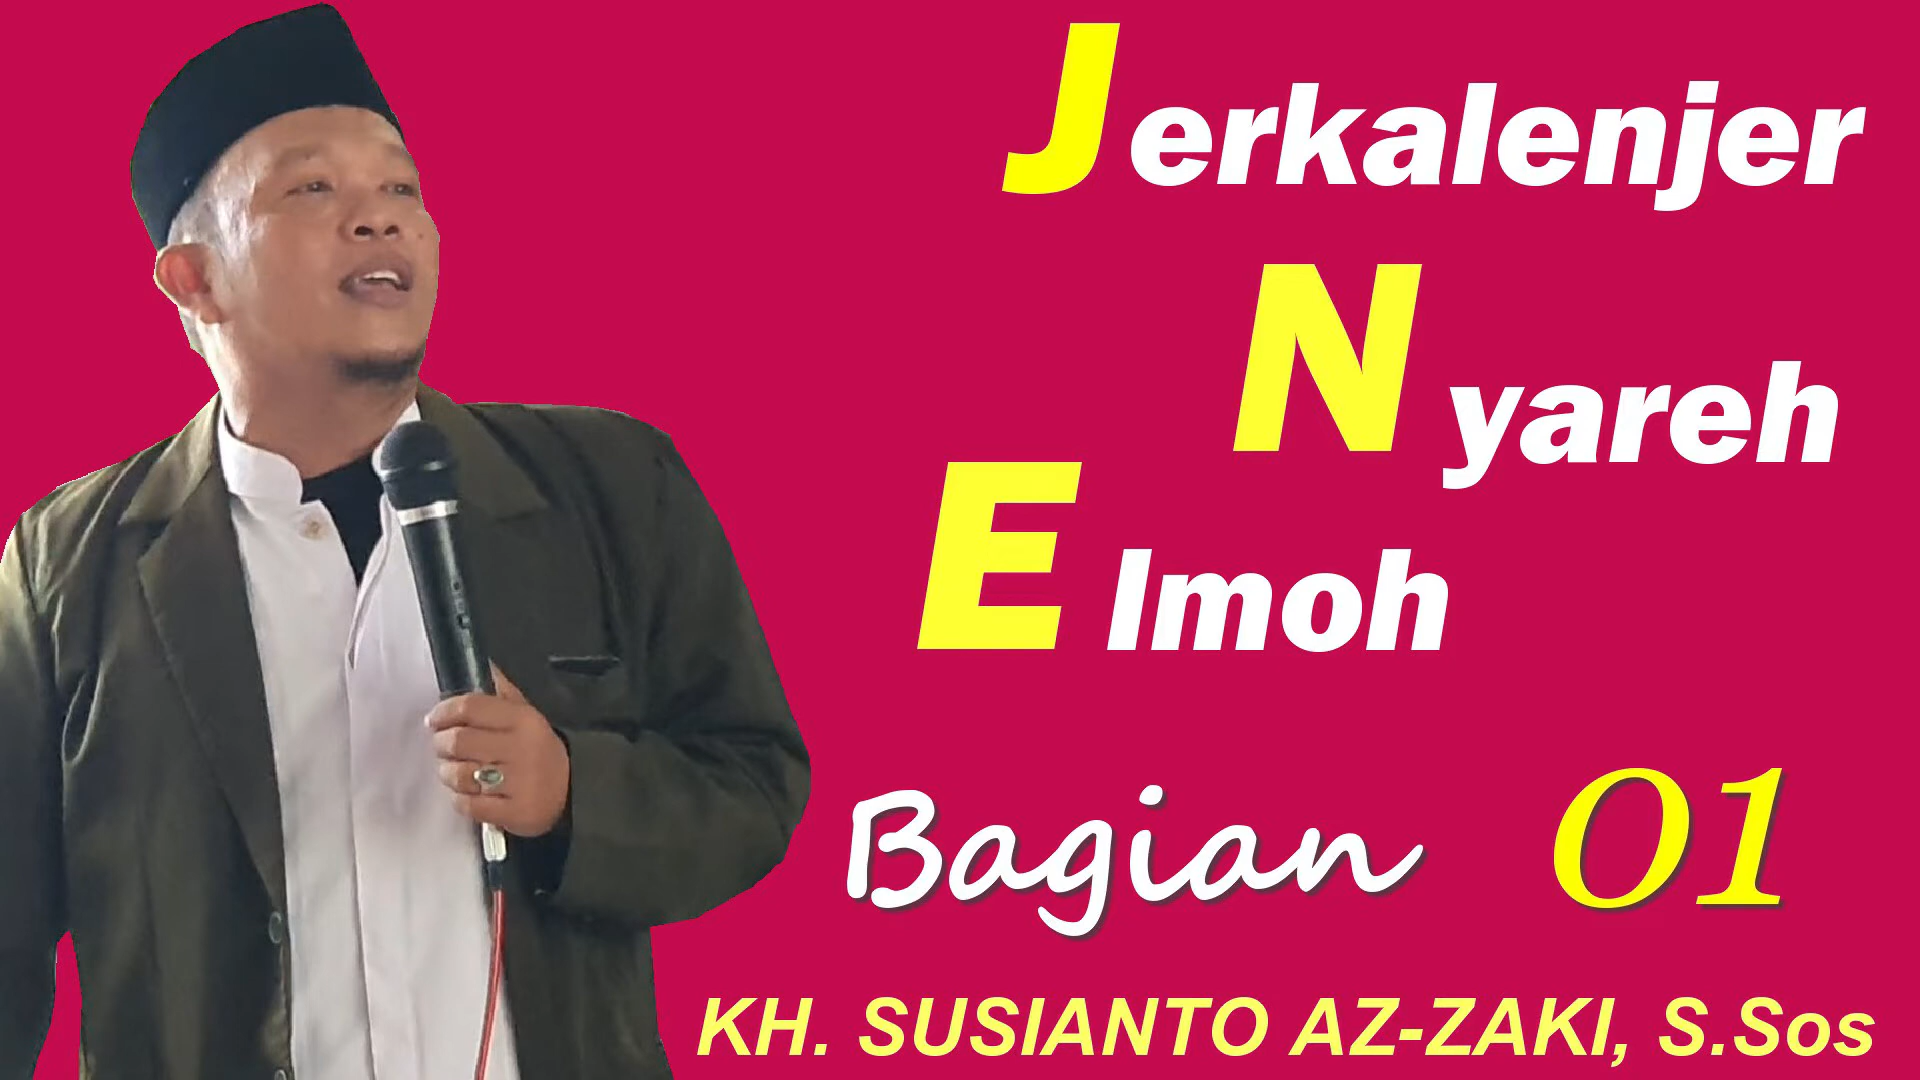 Jerkalenjer
Nyareh
Elmoh
Bagian 01
KH. SUSIANTO AZ-ZAKI, S.Sos